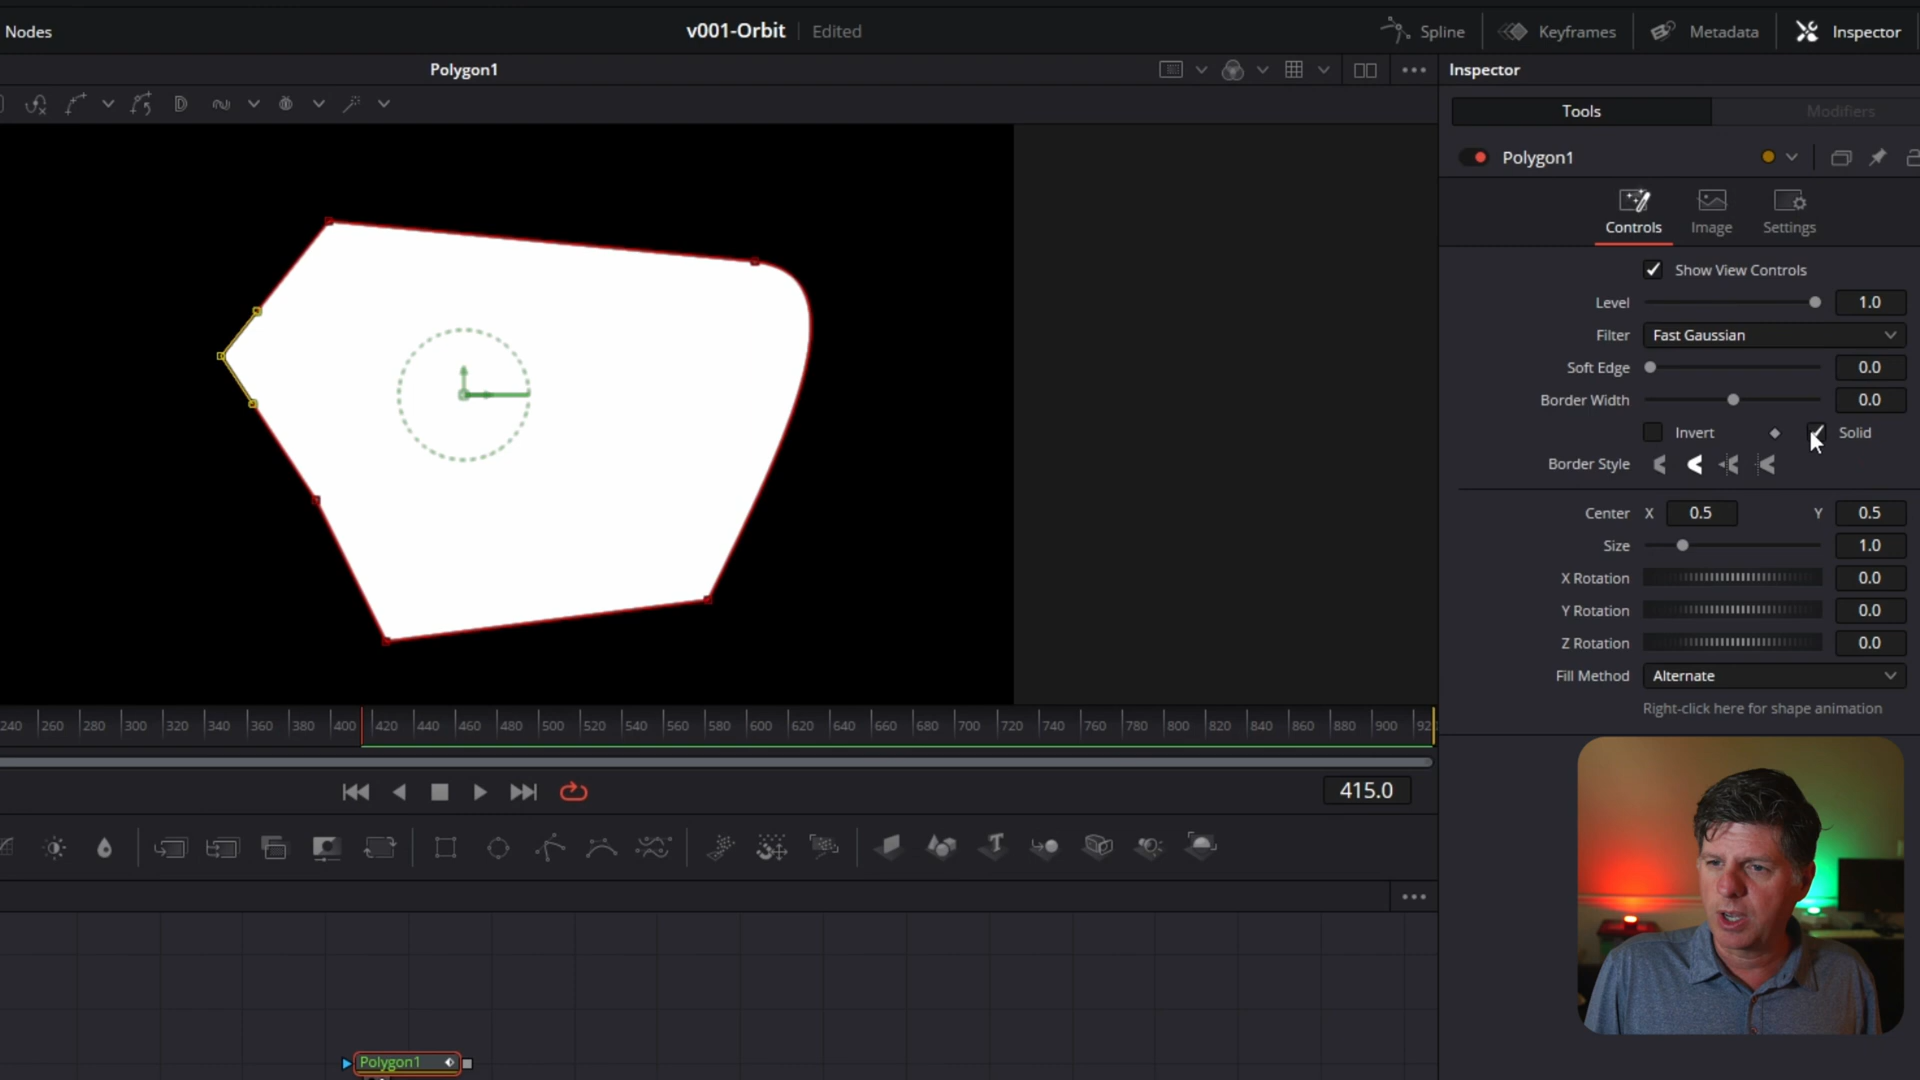 Nodes
v001-Orbit
Edited
Spline
Keyframes
Metadata
Inspector
Polygon1
Inspector
Tools
Modifiers
Polygon1
Controls
Image
Settings
Show View Controls
Level 1.0
Filter Fast Gaussian
Soft Edge 0.0
Border Width 0.0
Invert Solid
Border Style
Center X 0.5 Y 0.5
Size 1.0
X Rotation 0.0
Y Rotation 0.0
Z Rotation 0.0
Fill Method Alternate
Right-click here for shape animation
240 260 280 300 320 340 360 380 400 420 440 460 480 500 520 540 560 580 600 620 640 660 680 700 720 740 760 780 800 820 840 860 880 900
415.0
Polygon1